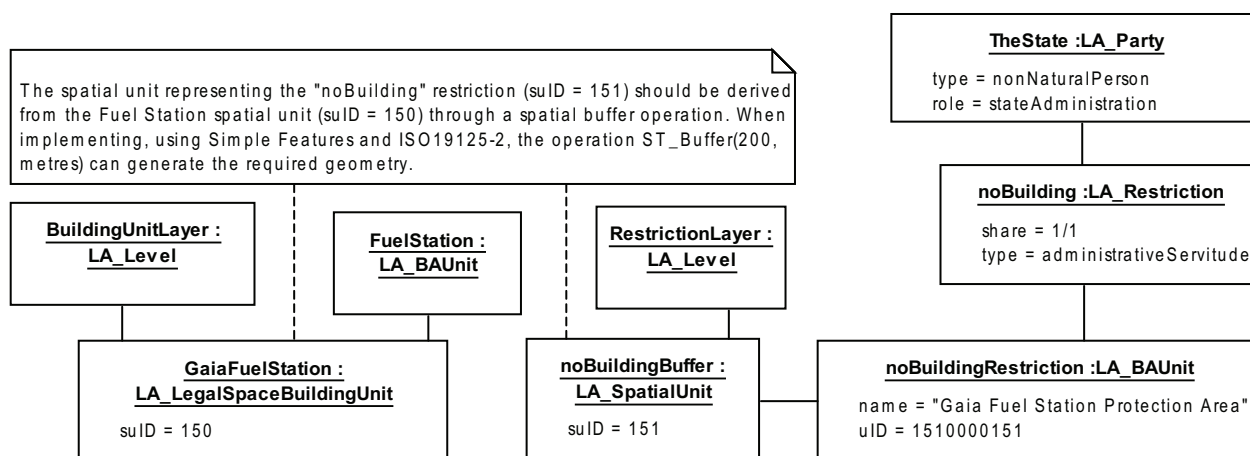 TheState :LA_Party
type = nonNaturalPerson
role = stateAdministration
The spatial unit representing the "noBuilding" restriction (suID = 151) should be derived
from the Fuel Station spatial unit (suID = 150) through a spatial buffer operation. When
implementing, using Simple Features and ISO19125-2, the operation ST_Buffer(200,
metres) can generate the required geometry.
noBuilding :LA_Restriction
share = 1/1
type = administrativeServitude
BuildingUnitLayer :
LA_Level
FuelStation :
LA_BAUnit
RestrictionLayer :
LA_Level
GaiaFuelStation :
LA_LegalSpaceBuildingUnit
suID = 150
noBuildingBuffer :
LA_SpatialUnit
suID = 151
noBuildingRestriction :LA_BAUnit
name = "Gaia Fuel Station Protection Area"
uID = 1510000151